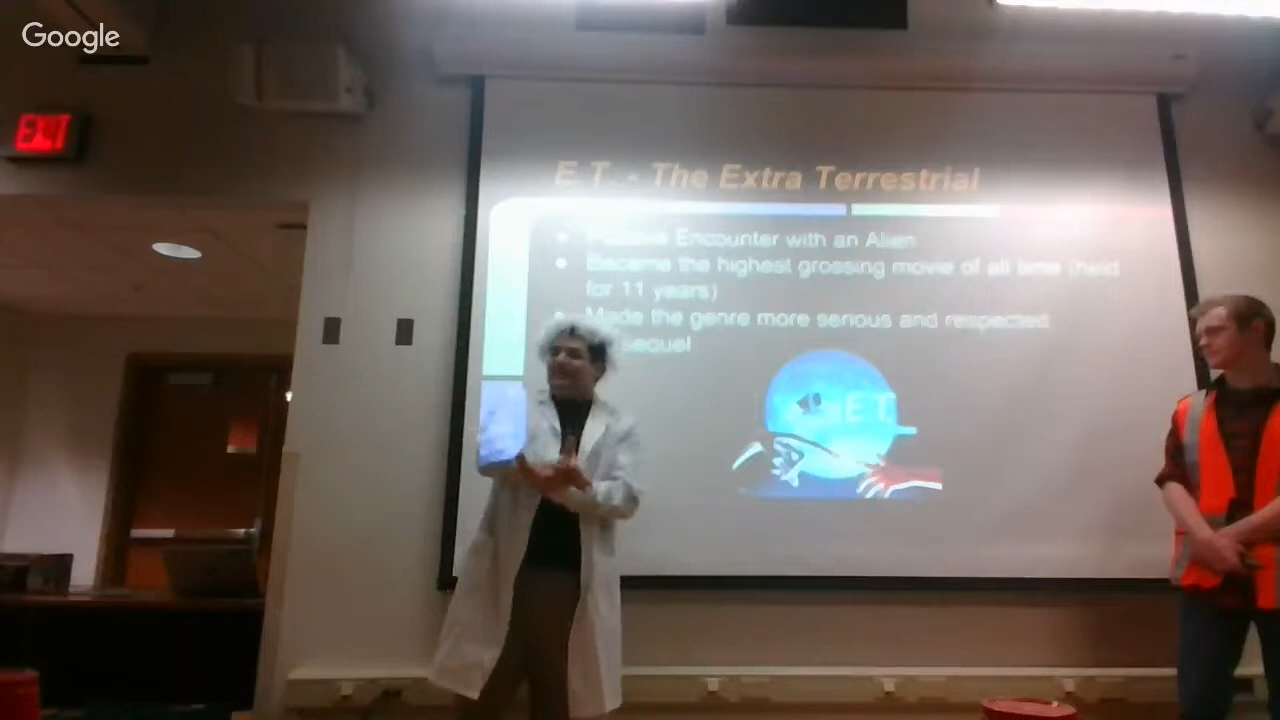 Google
EXIT
E.T. - The Extra Terrestrial
Encounter with an Alien
Became the highest grossing movie of all time (held
for 11 years)
Made the genre more serious and respected
sequel
E.T.